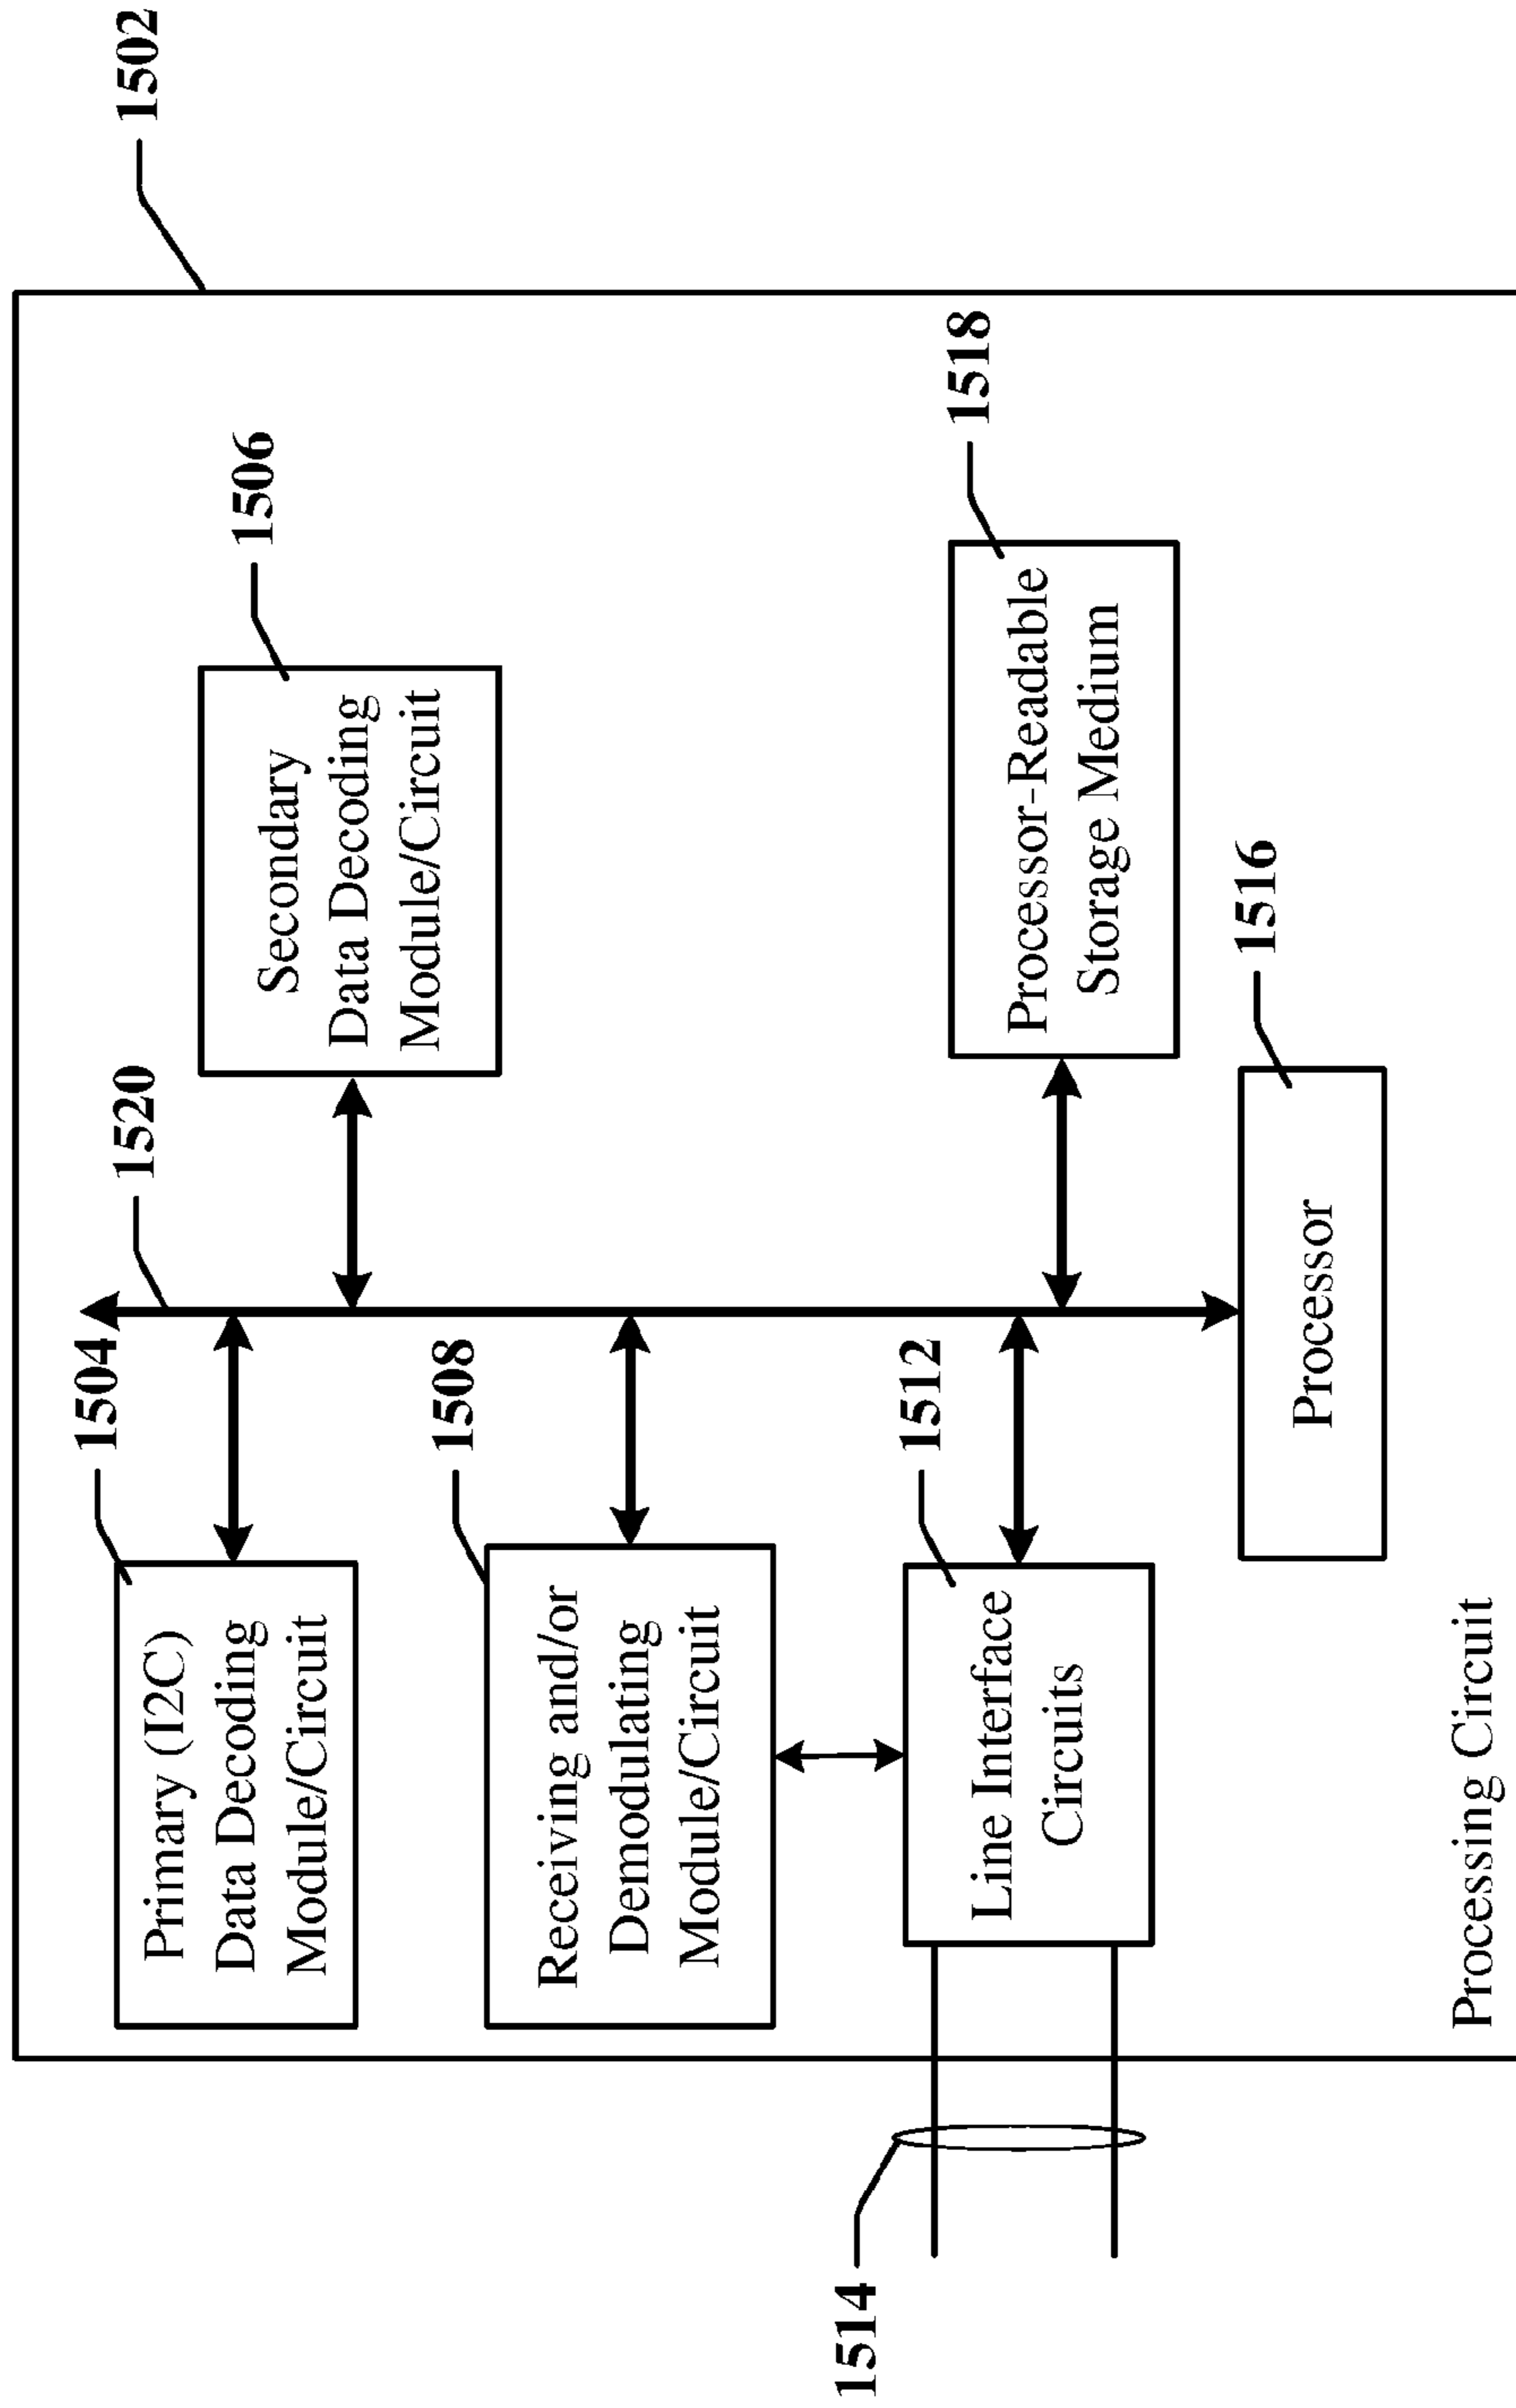 1502
1520
1504
Primary (I2C)
Data Decoding
Module/Circuit
1506
Secondary
Data Decoding
Module/Circuit
1508
Receiving and/or
Demodulating
Module/Circuit
1514
1512
Line Interface
Circuits
1518
Processor-Readable
Storage Medium
1516
Processor
Processing Circuit